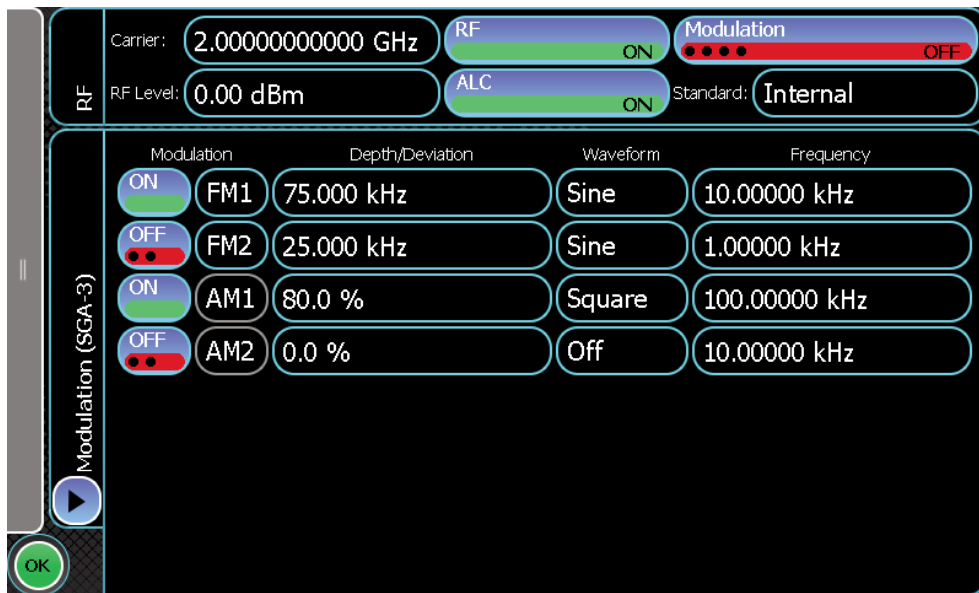 RF
Carrier: 2.00000000000 GHz RF ON Modulation OFF
RF Level: 0.00 dBm ALC ON Standard: Internal
Modulation (SGA-3)
Modulation Depth/Deviation Waveform Frequency
ON FM1 75.000 kHz Sine 10.00000 kHz
OFF FM2 25.000 kHz Sine 1.00000 kHz
ON AM1 80.0 % Square 100.00000 kHz
OFF AM2 0.0 % Off 10.00000 kHz
OK